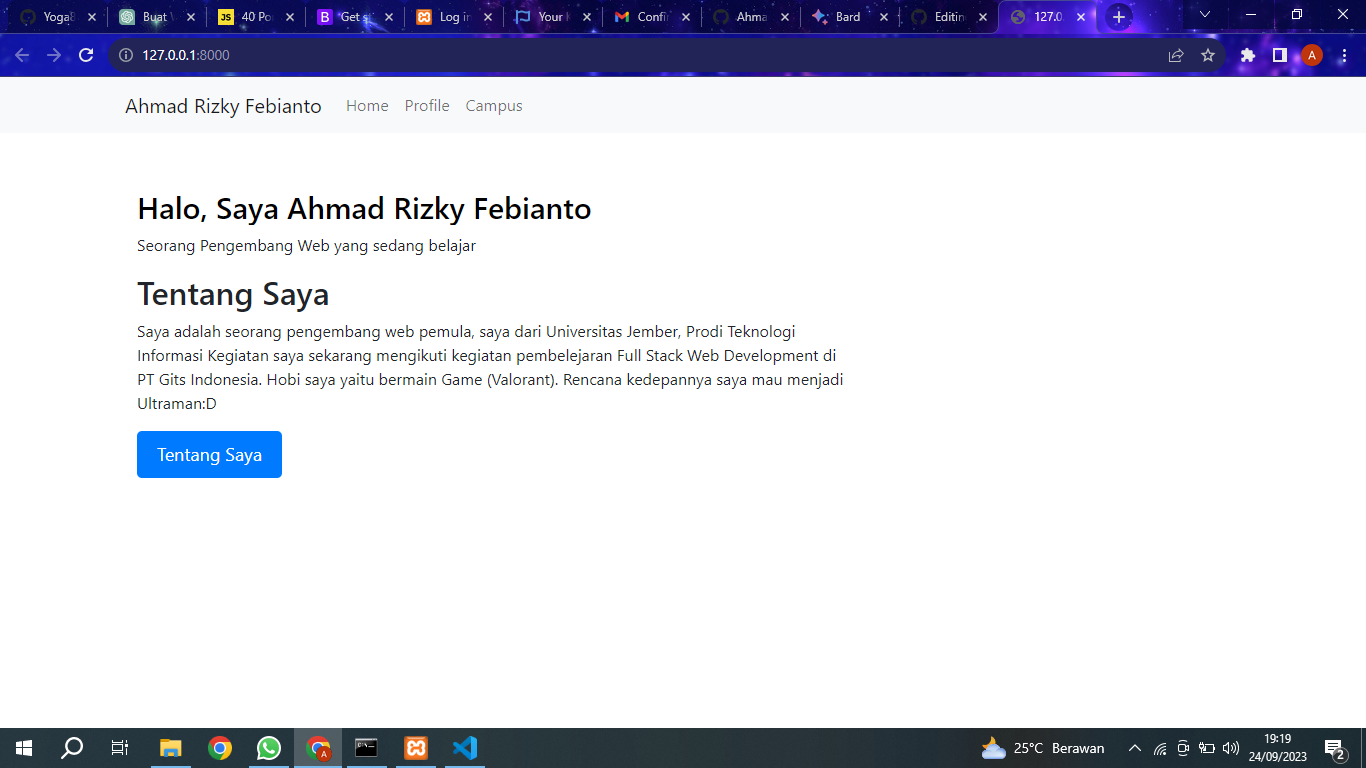 Yoga
Buat
40 Po
Get s
Log in
Your
Confi
Ahma
Bard
Editin
127.0
127.0.0.1:8000
A
Ahmad Rizky Febianto Home Profile Campus
Halo, Saya Ahmad Rizky Febianto
Seorang Pengembang Web yang sedang belajar
Tentang Saya
Saya adalah seorang pengembang web pemula, saya dari Universitas Jember, Prodi Teknologi
Informasi Kegiatan saya sekarang mengikuti kegiatan pembelejaran Full Stack Web Development di
PT Gits Indonesia. Hobi saya yaitu bermain Game (Valorant). Rencana kedepannya saya mau menjadi
Ultraman:D
Tentang Saya
25°C Berawan
19:19
24/09/2023
2